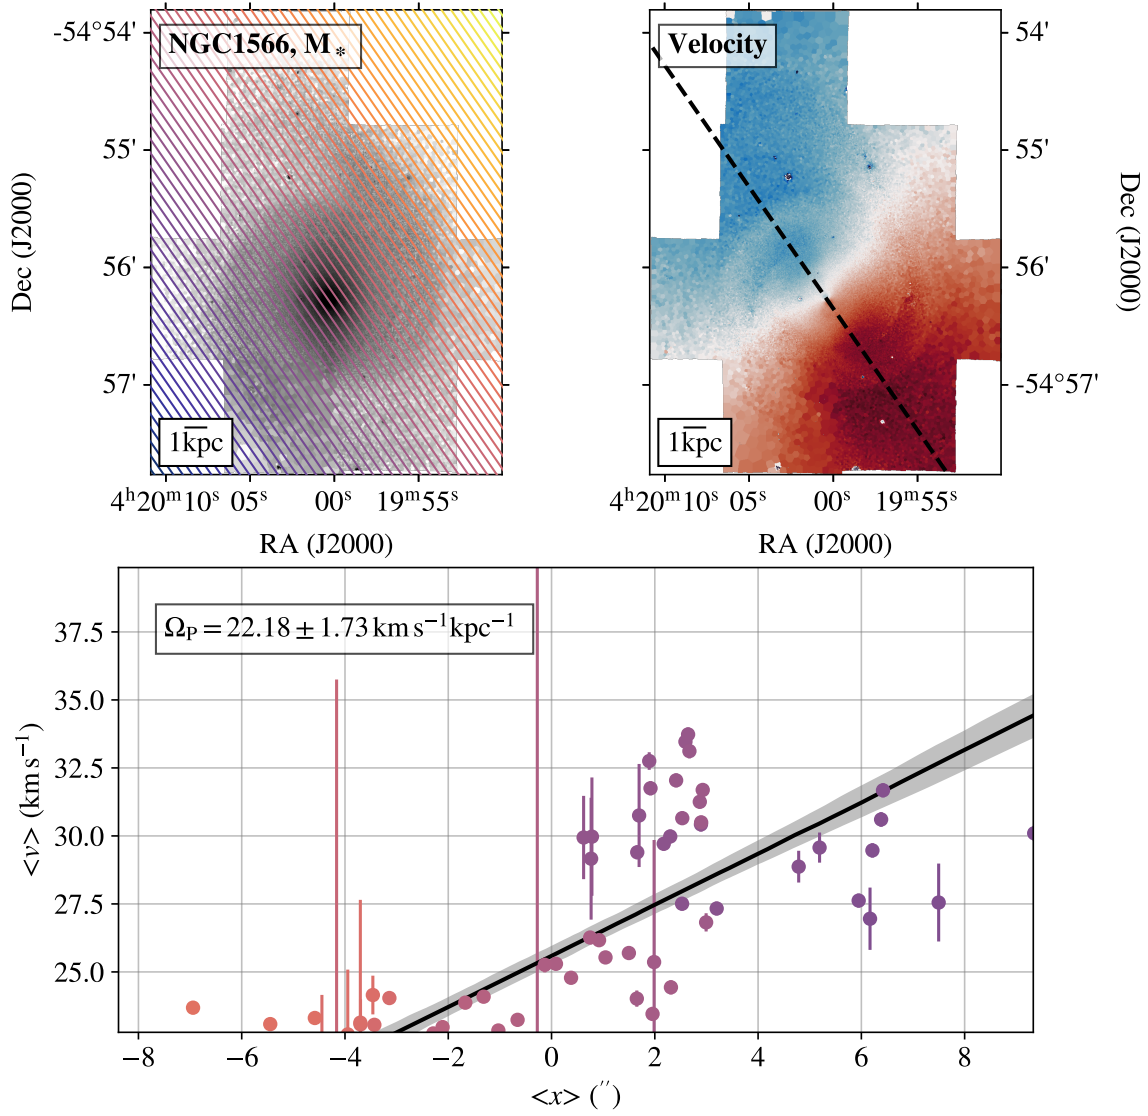 NGC1566, M*
Velocity
-54°54'
55'
56'
57'
Dec (J2000)
1kpc
4ʰ20ᵐ10ˢ 05ˢ 00ˢ 19ᵐ55ˢ
RA (J2000)
54'
55'
56'
-54°57'
Dec (J2000)
1kpc
4ʰ20ᵐ10ˢ 05ˢ 00ˢ 19ᵐ55ˢ
RA (J2000)
Ω_P = 22.18 ± 1.73 km s⁻¹kpc⁻¹
37.5
35.0
32.5
30.0
27.5
25.0
<v> (km s⁻¹)
−8 −6 −4 −2 0 2 4 6 8
<x> (″)